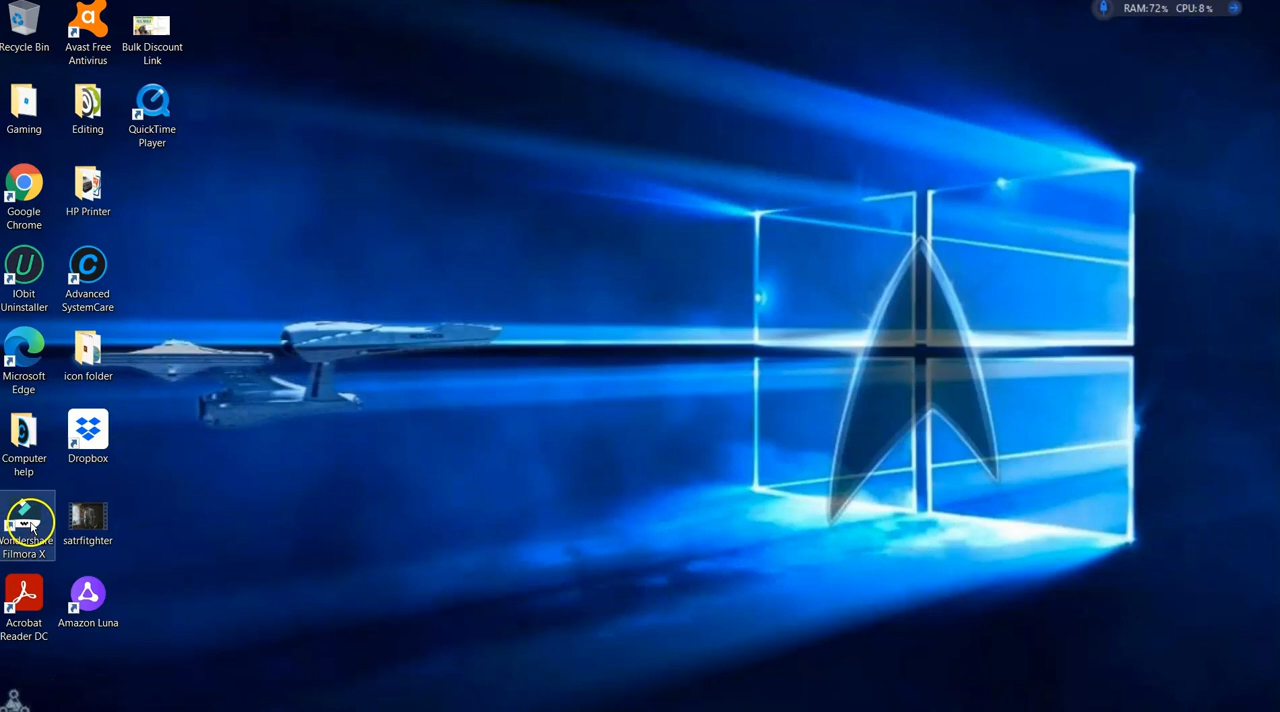 RAM:72% CPU: 8%
Recycle Bin
Avast Free
Antivirus
Bulk Discount
Link
Gaming
Editing
QuickTime
Player
Google
Chrome
HP Printer
IObit
Uninstaller
Advanced
SystemCare
Microsoft
Edge
icon folder
Computer
help
Dropbox
Wondershare
Filmora X
satrfitghter
Acrobat
Reader DC
Amazon Luna